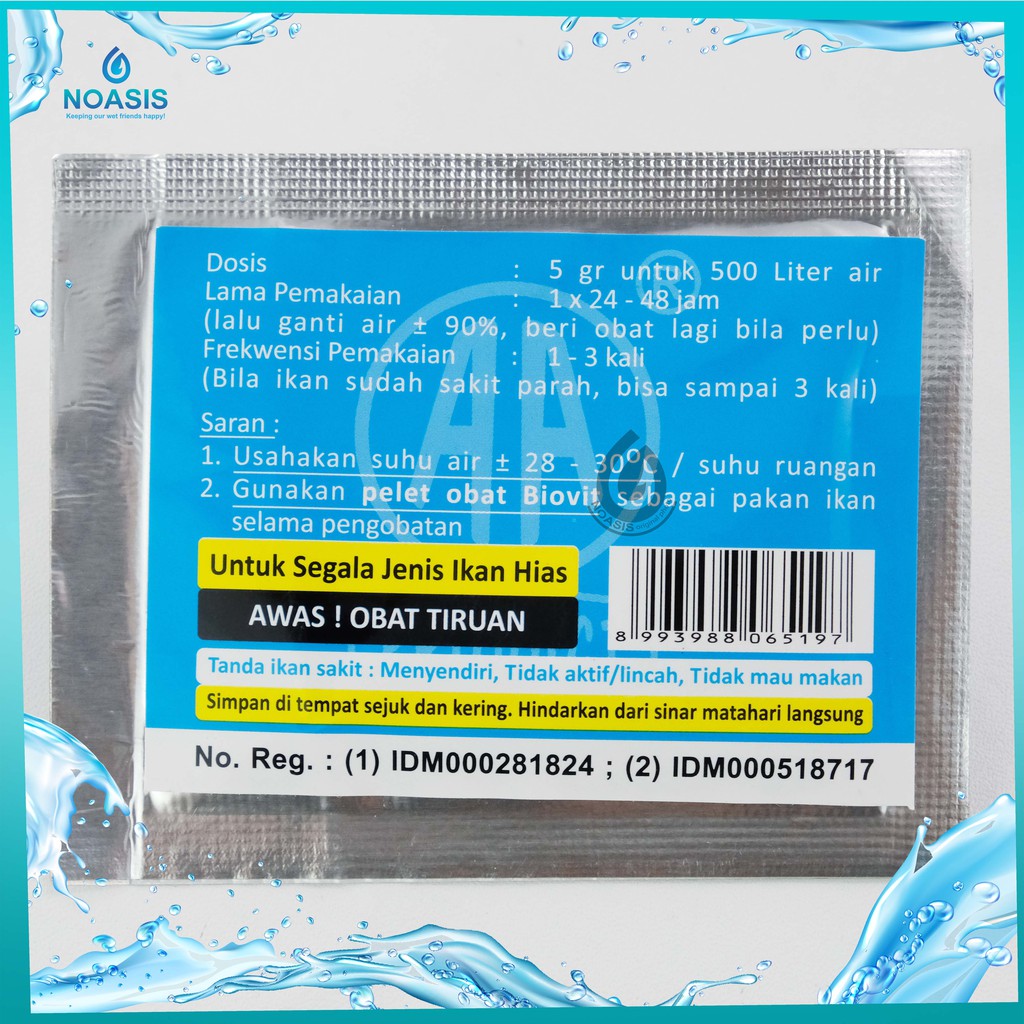 NOASIS
Keeping our wet friends happy!
Dosis : 5 gr untuk 500 Liter air
Lama Pemakaian : 1 x 24 - 48 jam
(lalu ganti air ± 90%, beri obat lagi bila perlu)
Frekwensi Pemakaian : 1 - 3 kali
(Bila ikan sudah sakit parah, bisa sampai 3 kali)
Saran :
1. Usahakan suhu air ± 28 - 30°C / suhu ruangan
2. Gunakan pelet obat Biovit sebagai pakan ikan
selama pengobatan
AA ®
NOASIS
Untuk Segala Jenis Ikan Hias
AWAS ! OBAT TIRUAN
8 993988 065197
Tanda ikan sakit : Menyendiri, Tidak aktif/lincah, Tidak mau makan
Simpan di tempat sejuk dan kering. Hindarkan dari sinar matahari langsung
No. Reg. : (1) IDM000281824 ; (2) IDM000518717